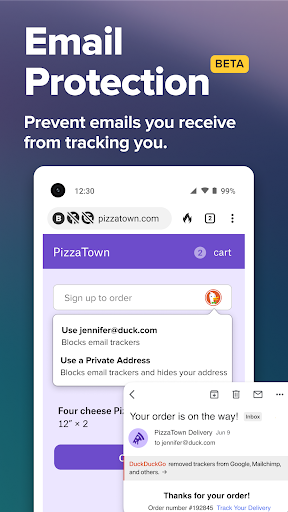 Email
Protection
BETA
Prevent emails you receive
from tracking you.
12:30
99%
B
pizzatown.com
2
PizzaTown
2 cart
Sign up to order
Use jennifer@duck.com
Blocks email trackers
Use a Private Address
Blocks email trackers and hides your address
Four cheese
12” × 2
Your order is on the way! Inbox
PizzaTown Delivery Jun 9
to jennifer@duck.com
DuckDuckGo removed trackers from Google, Mailchimp,
and others. →
Thanks for your order!
Order number #192845 Track Your Delivery